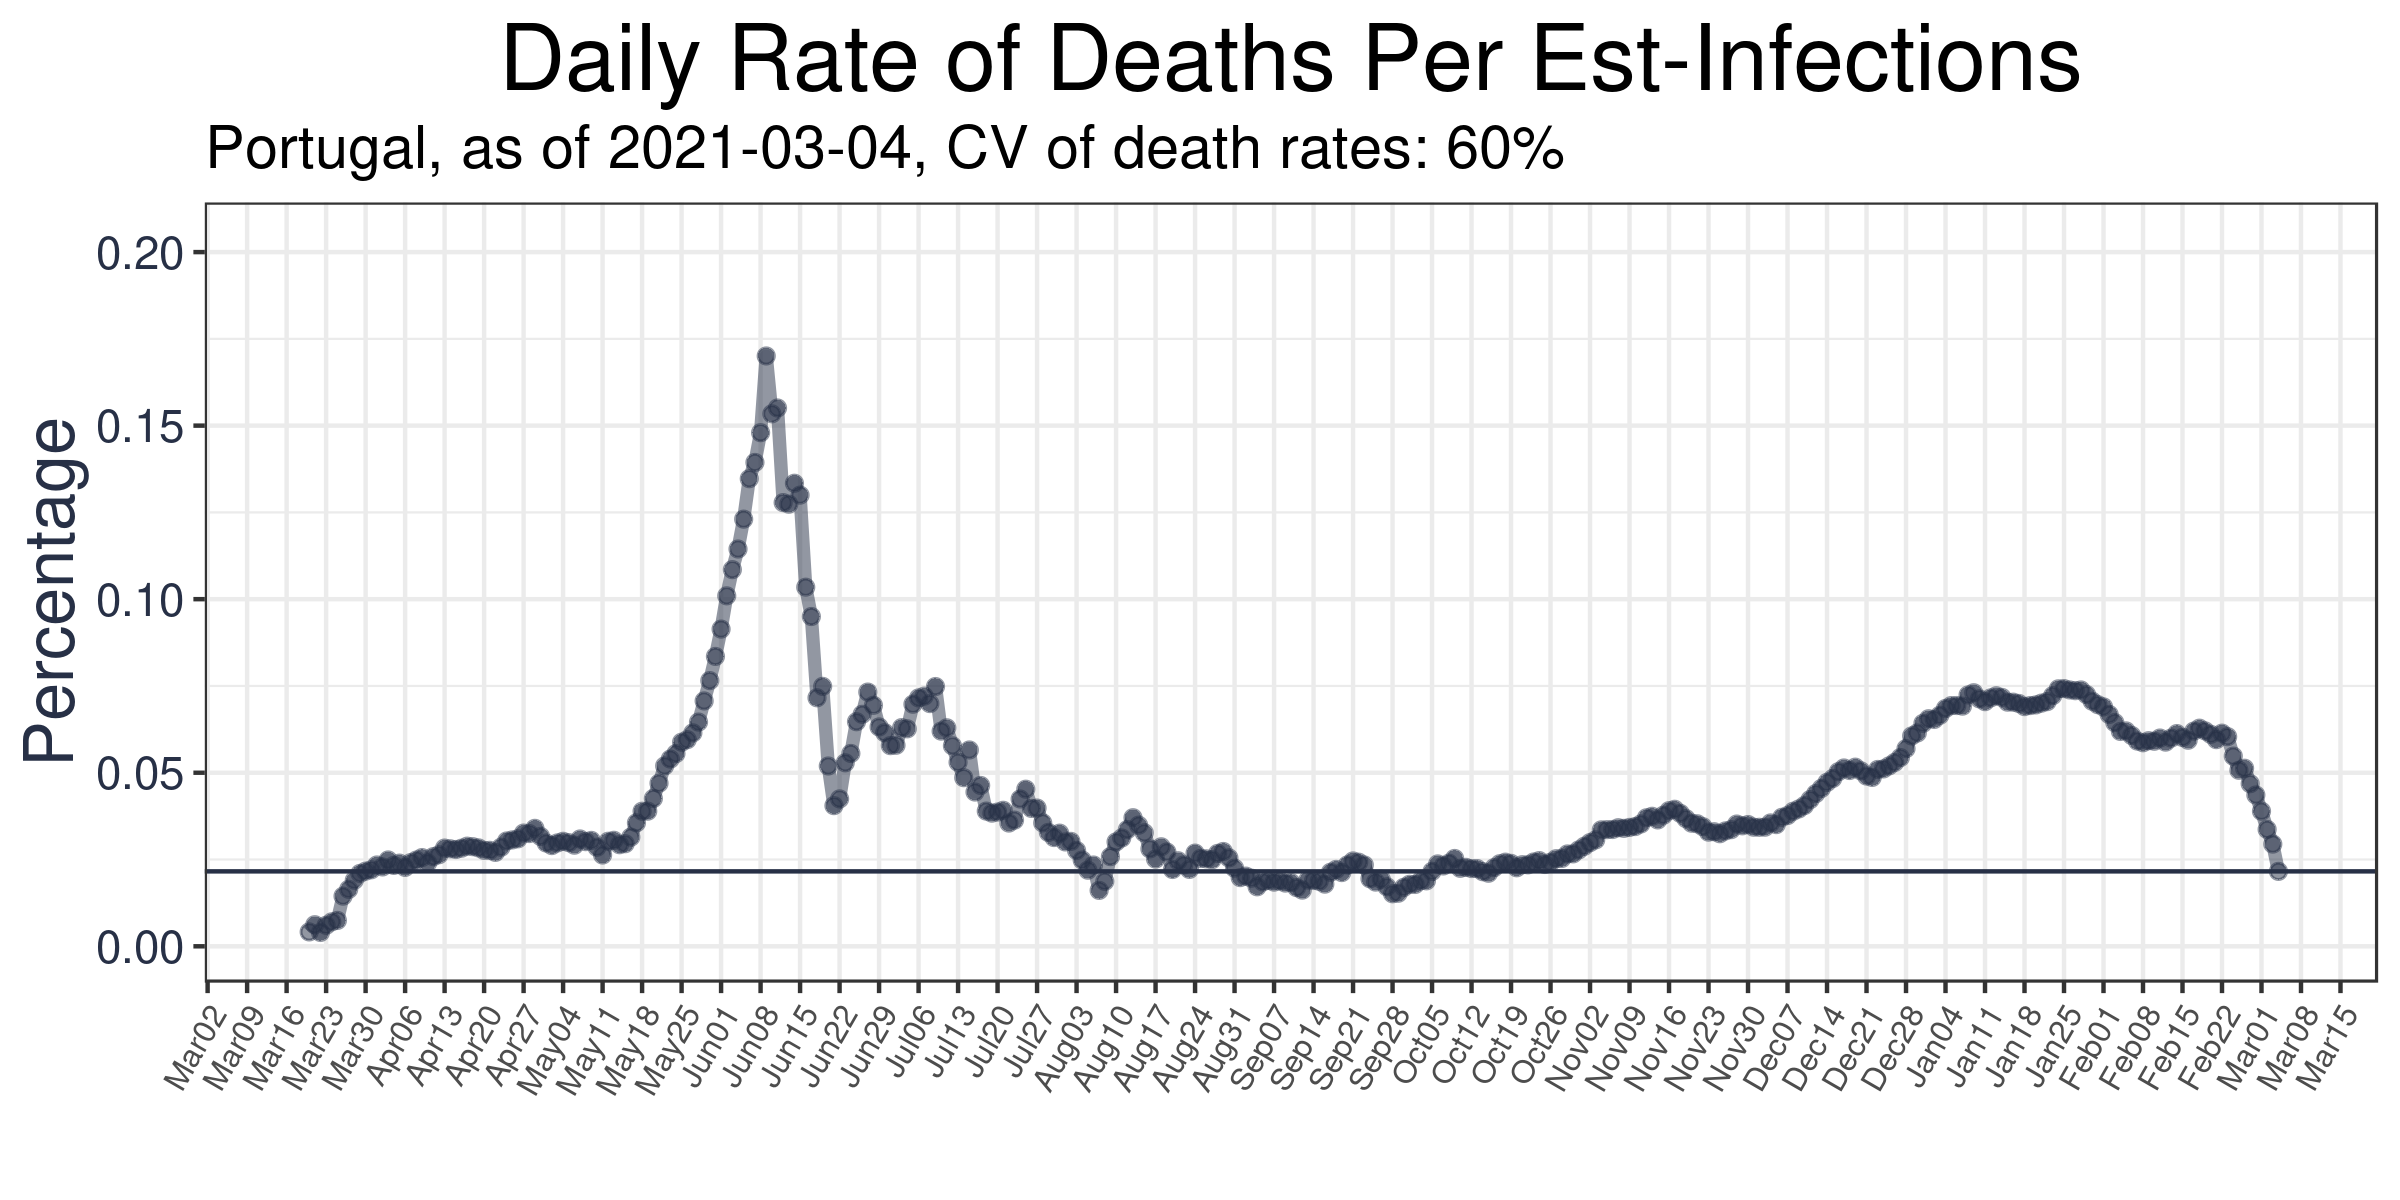 Daily Rate of Deaths Per Est-Infections
Portugal, as of 2021-03-04, CV of death rates: 60%
Percentage
0.20
0.15
0.10
0.05
0.00
Mar02
Mar09
Mar16
Mar23
Mar30
Apr06
Apr13
Apr20
Apr27
May04
May11
May18
May25
Jun01
Jun08
Jun15
Jun22
Jun29
Jul06
Jul13
Jul20
Jul27
Aug03
Aug10
Aug17
Aug24
Aug31
Sep07
Sep14
Sep21
Sep28
Oct05
Oct12
Oct19
Oct26
Nov02
Nov09
Nov16
Nov23
Nov30
Dec07
Dec14
Dec21
Dec28
Jan04
Jan11
Jan18
Jan25
Feb01
Feb08
Feb15
Feb22
Mar01
Mar08
Mar15